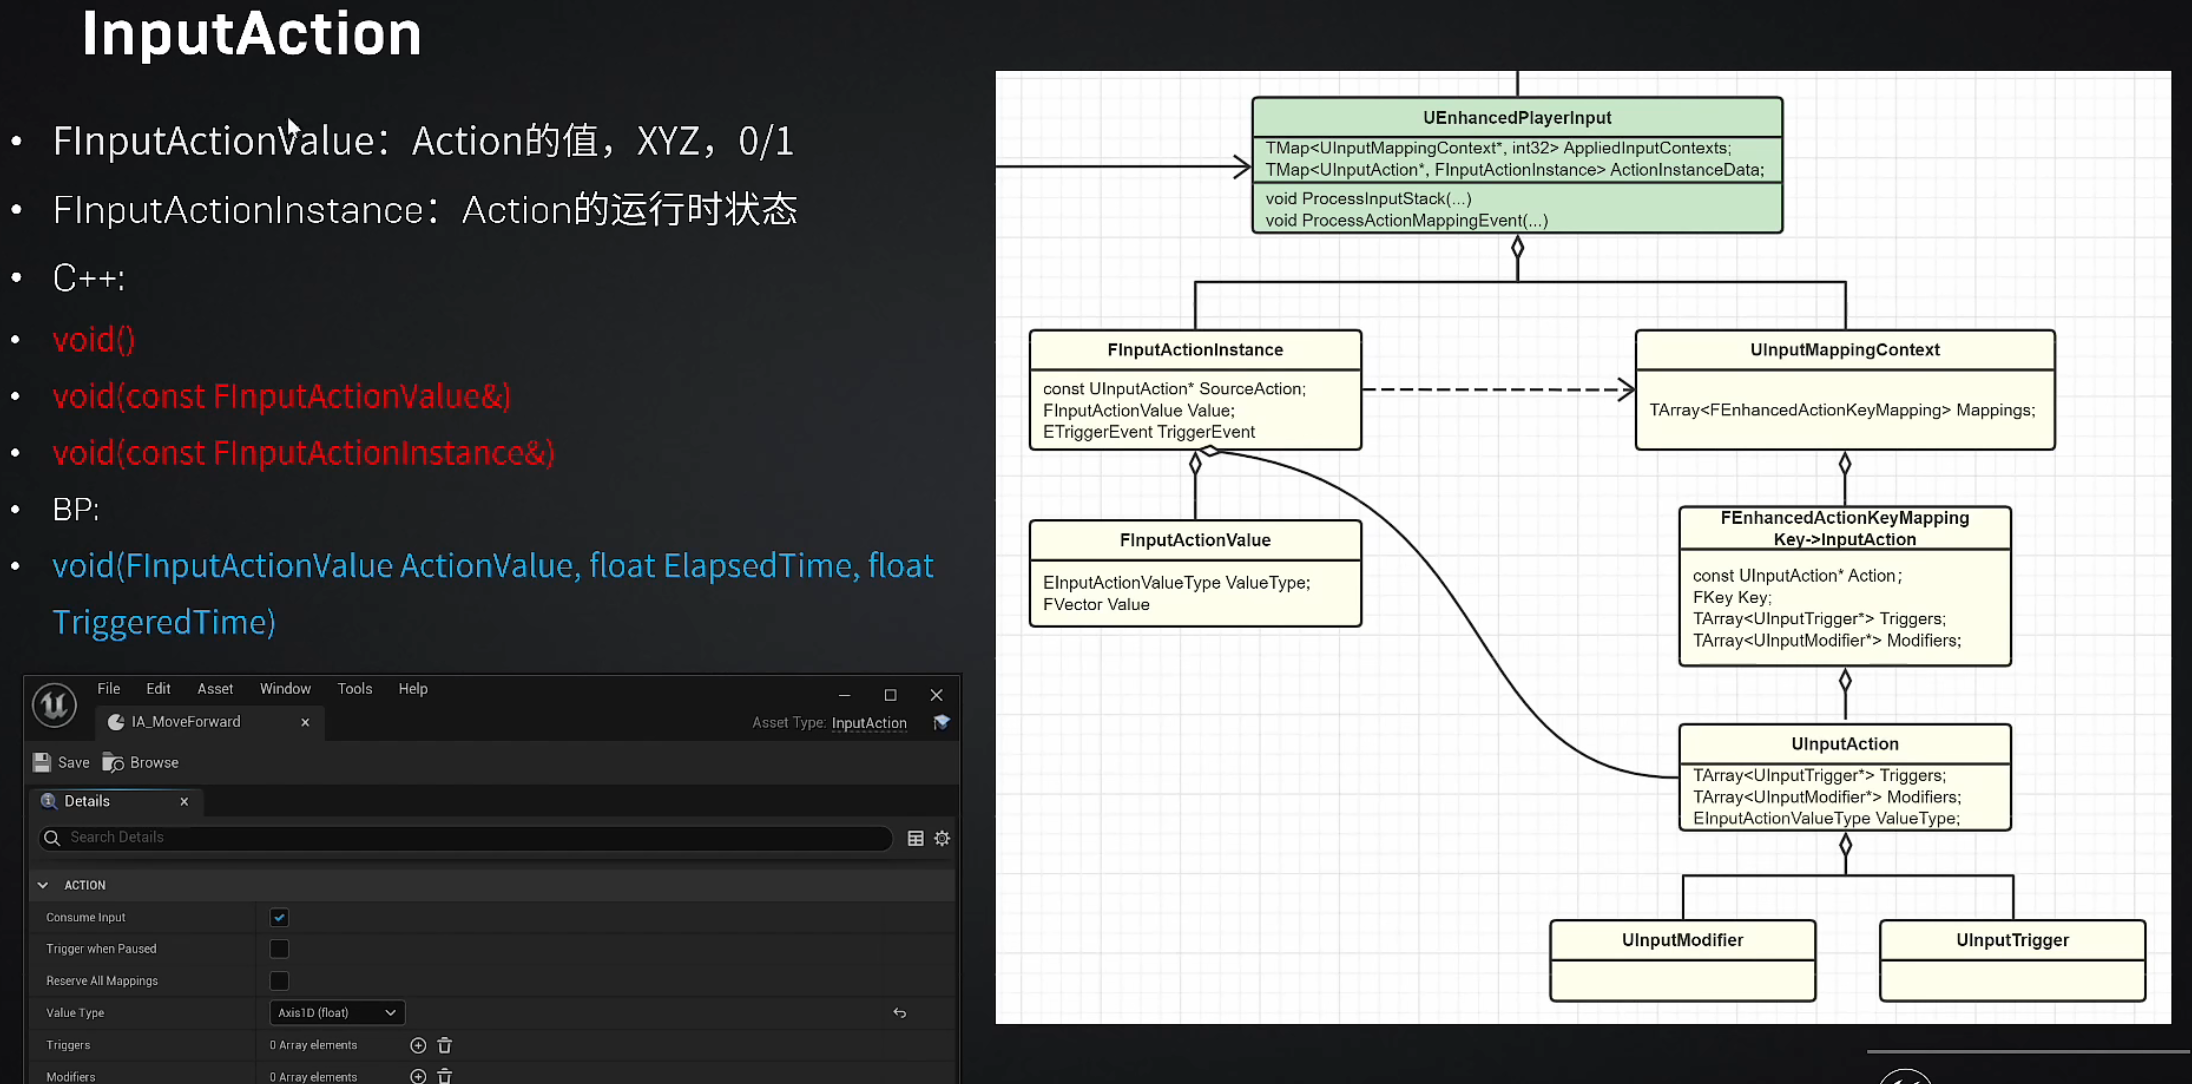 InputAction
• FInputActionValue：Action的值，XYZ，0/1
• FInputActionInstance：Action的运行时状态
• C++:
• void()
• void(const FInputActionValue&)
• void(const FInputActionInstance&)
• BP:
• void(FInputActionValue ActionValue, float ElapsedTime, float
TriggeredTime)
File Edit Asset Window Tools Help
IA_MoveForward
Asset Type: InputAction
Save Browse
Details
Search Details
ACTION
Consume Input
Trigger when Paused
Reserve All Mappings
Value Type Axis1D (float)
Triggers 0 Array elements
Modifiers 0 Array elements
UEnhancedPlayerInput
TMap<UInputMappingContext*, int32> AppliedInputContexts;
TMap<UInputAction*, FInputActionInstance> ActionInstanceData;
void ProcessInputStack(...)
void ProcessActionMappingEvent(...)
FInputActionInstance
const UInputAction* SourceAction;
FInputActionValue Value;
ETriggerEvent TriggerEvent
UInputMappingContext
TArray<FEnhancedActionKeyMapping> Mappings;
FInputActionValue
EInputActionValueType ValueType;
FVector Value
FEnhancedActionKeyMapping
Key->InputAction
const UInputAction* Action;
FKey Key;
TArray<UInputTrigger*> Triggers;
TArray<UInputModifier*> Modifiers;
UInputAction
TArray<UInputTrigger*> Triggers;
TArray<UInputModifier*> Modifiers;
EInputActionValueType ValueType;
UInputModifier
UInputTrigger